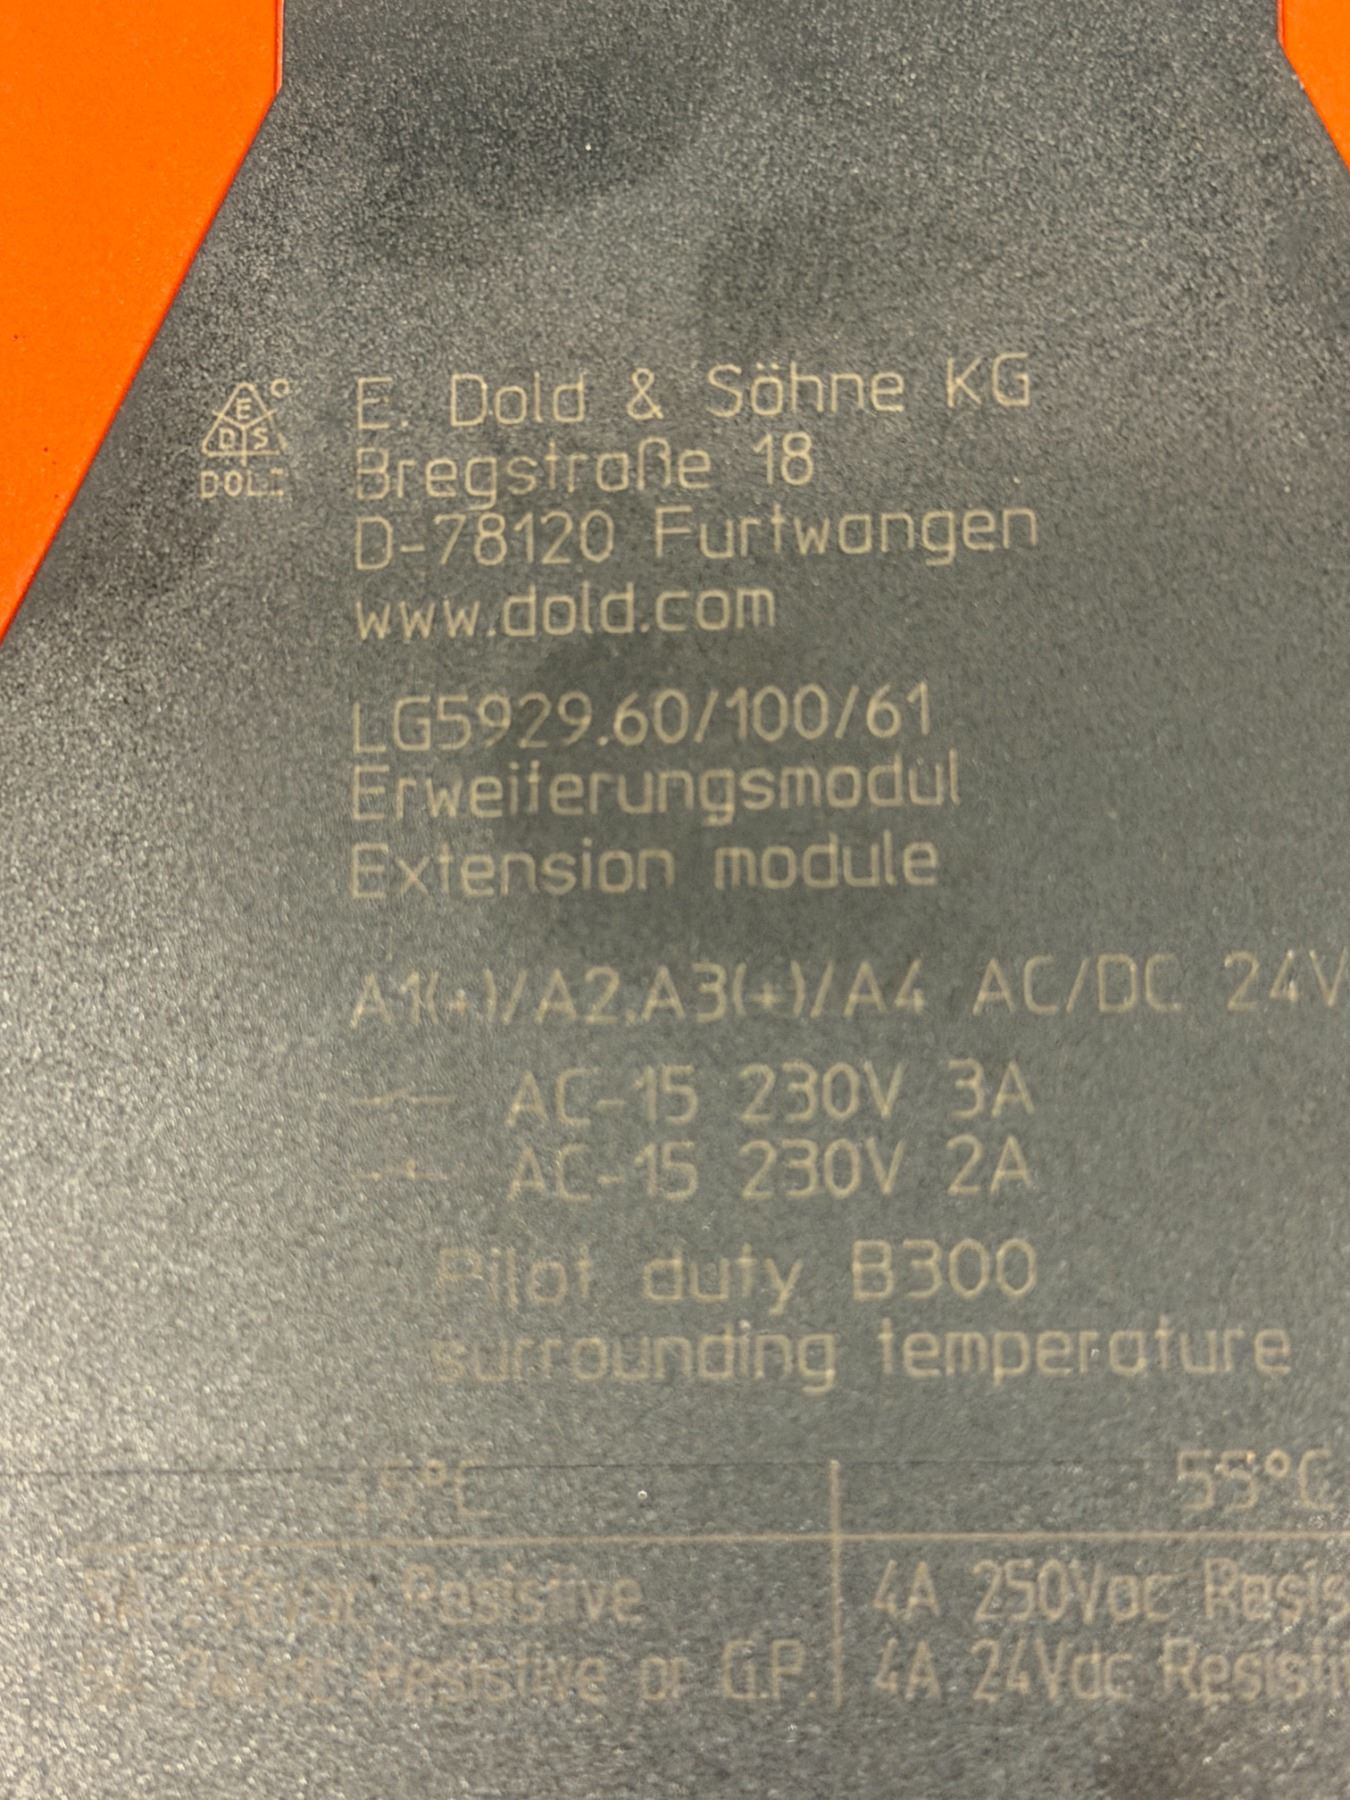 E. Dold & Söhne KG
E
D S
DOLD
Bregstraße 18
D-78120 Furtwangen
www.dold.com
LG5929.60/100/61
Erweiterungsmodul
Extension module
A1(+)/A2,A3(+)/A4 AC/DC 24V
AC-15 230V 3A
AC-15 230V 2A
Pilot duty B300
surrounding temperature
55°C
Resistive
4A 250Vac
Resistive or G.P.
4A 24Vdc